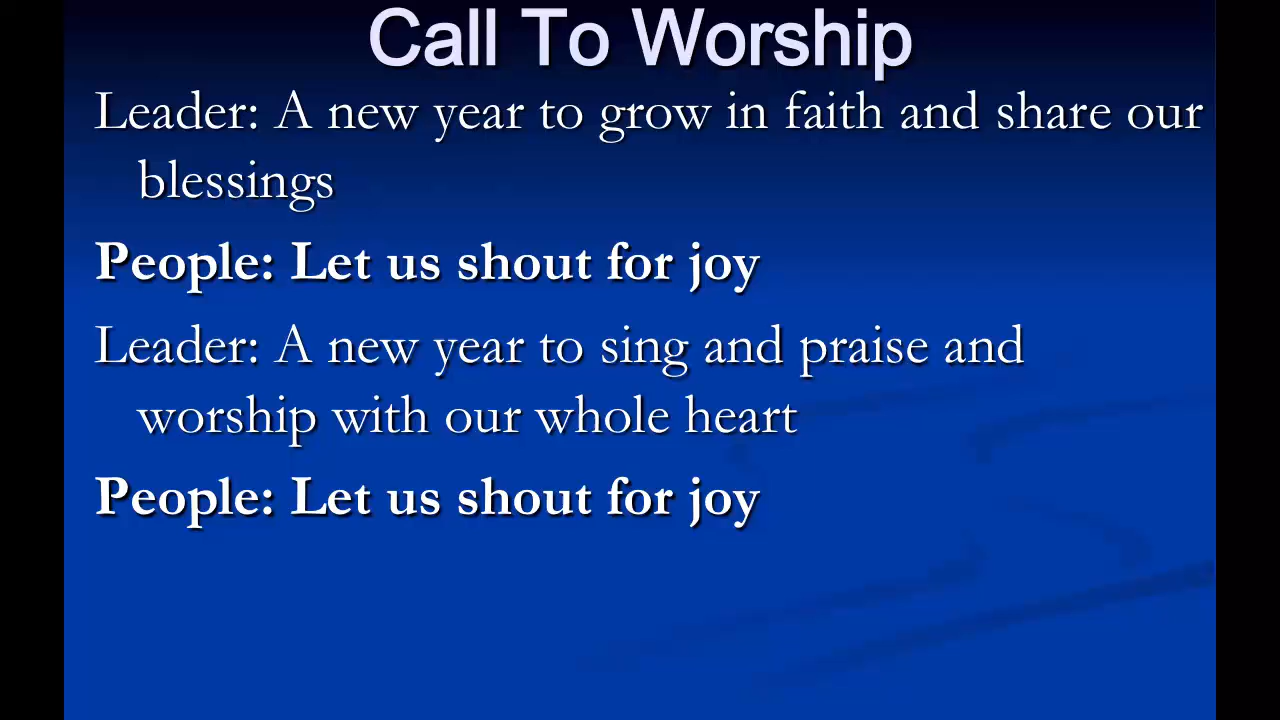 Call To Worship
Leader: A new year to grow in faith and share our
blessings
People: Let us shout for joy
Leader: A new year to sing and praise and
worship with our whole heart
People: Let us shout for joy